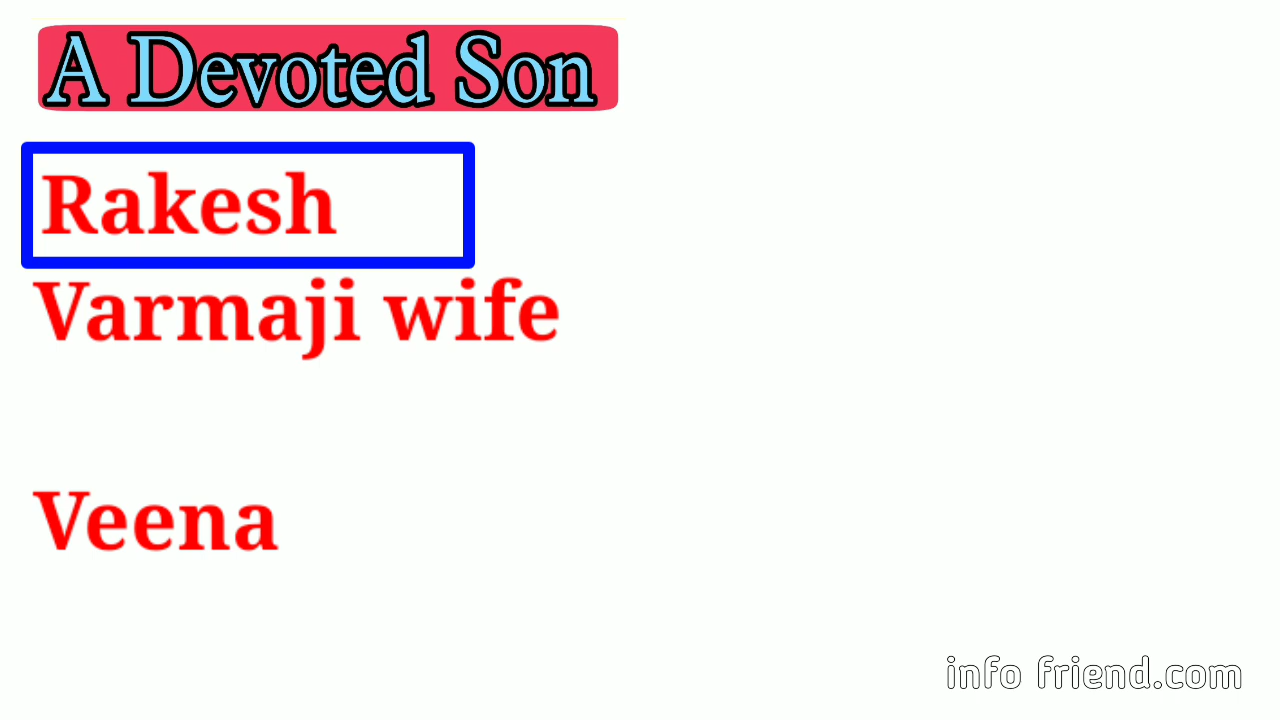 A Devoted Son
Rakesh
Varmaji wife
Veena
info friend.com